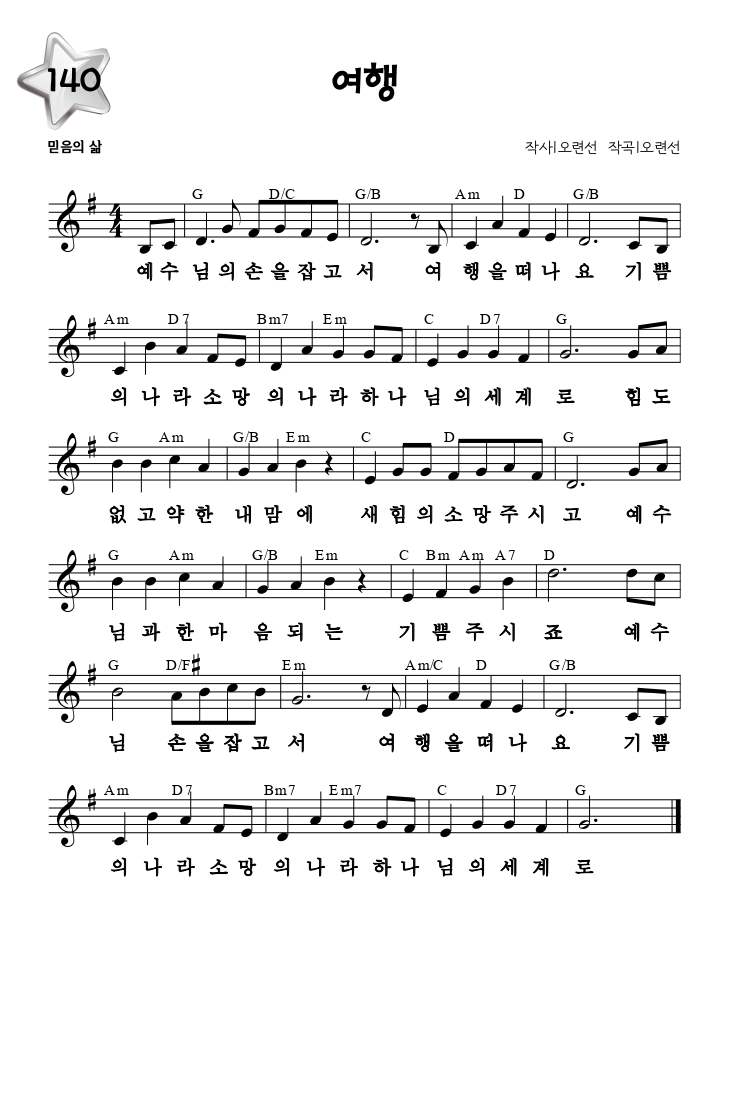 140
여행
믿음의 삶
작사|오련선 작곡|오련선
G D/C G/B Am D G/B
예수 님의손을잡고 서 여 행을떠나 요 기쁨
Am D7 Bm7 Em C D7 G
의나라소망 의나라하나 님의세계 로 힘도
G Am G/B Em C D G
없고약한 내맘에 새힘의소망주시 고 예수
G Am G/B Em C Bm Am A7 D
님과한마 음되는 기쁨주시 죠 예수
G D/F# Em Am/C D G/B
님 손을잡고 서 여 행을떠나 요 기쁨
Am D7 Bm7 Em7 C D7 G
의나라소망 의나라하나 님의세계 로